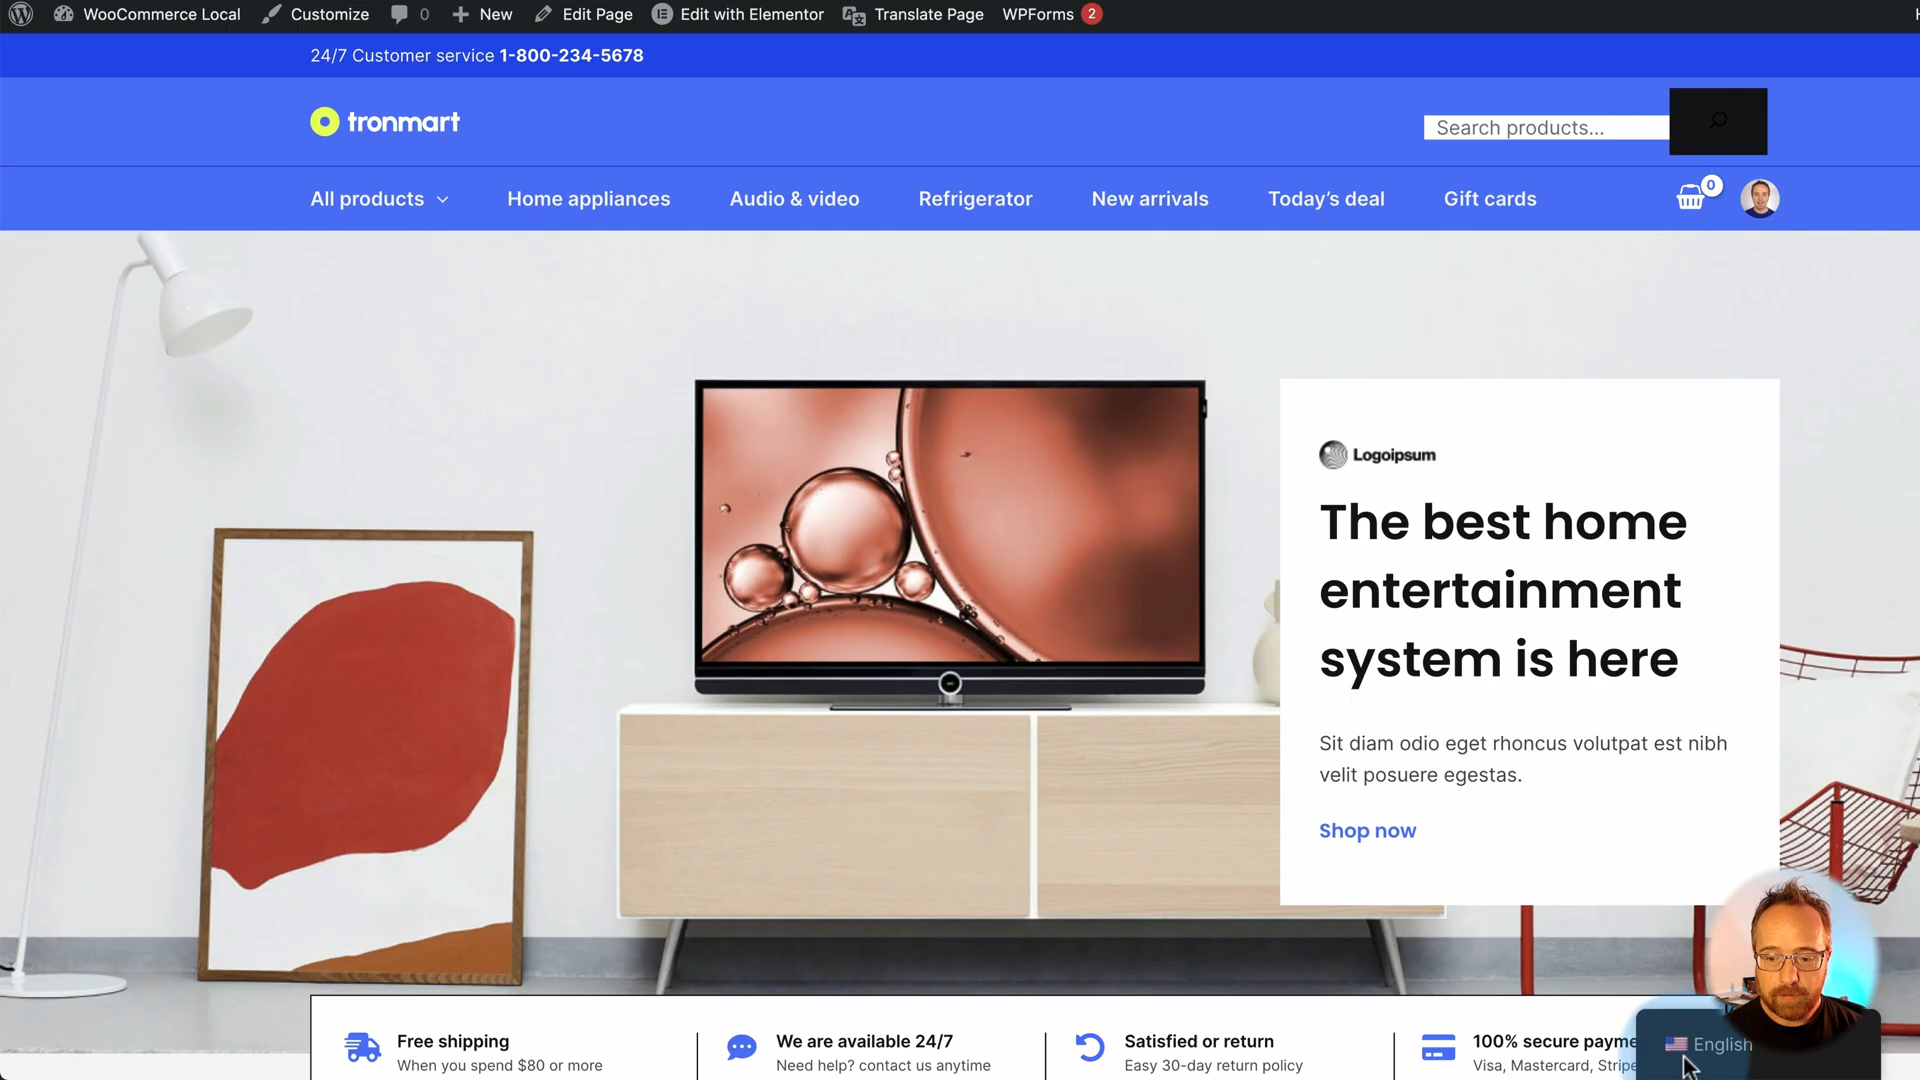 WooCommerce Local Customize 0 New Edit Page Edit with Elementor Translate Page WPForms 2
24/7 Customer service 1-800-234-5678
tronmart
Search products...
All products Home appliances Audio & video Refrigerator New arrivals Today's deal Gift cards 0
Logoipsum
The best home
entertainment
system is here
Sit diam odio eget rhoncus volutpat est nibh
velit posuere egestas.
Shop now
Free shipping
When you spend $80 or more
We are available 24/7
Need help? contact us anytime
Satisfied or return
Easy 30-day return policy
100% secure payme
Visa, Mastercard, Stripe
English